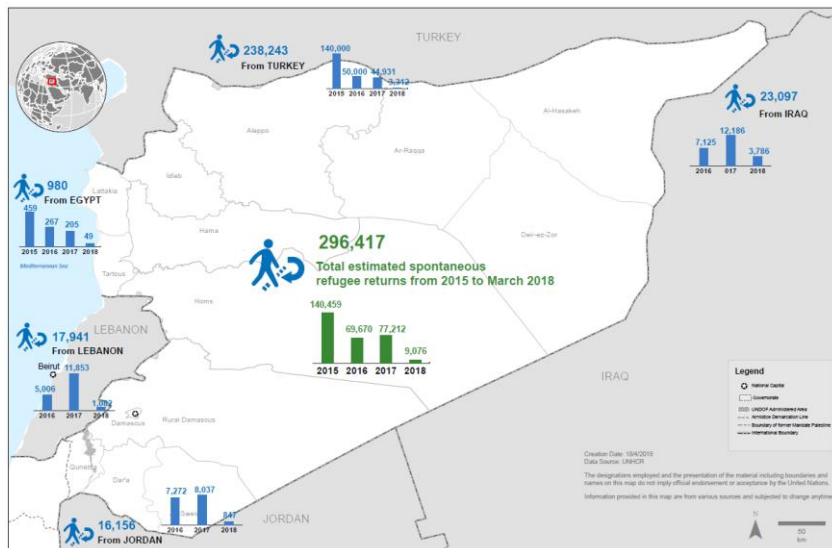 TURKEY
238,243
From TURKEY
140,000
50,000
44,931
3,312
2015 2016 2017 2018
23,097
From IRAQ
12,186
7,125
3,786
2016 017 2018
Al-Hasakeh
Aleppo
Ar-Raqqa
Idleb
Lattakia
980
From EGYPT
459
267
205
49
2015 2016 2017 2018
Mediterranean Sea
Hama
Tartous
Homs
Deir-ez-Zor
296,417
Total estimated spontaneous
refugee returns from 2015 to March 2018
140,459
69,670
77,212
9,076
2015 2016 2017 2018
LEBANON
17,941
From LEBANON
Beirut
11,853
5,006
1,082
2016 2017 2018
Damascus
Rural Damascus
Quneitra
Dar'a
IRAQ
7,272
8,037
847
2016 2017 2018
16,156
From JORDAN
JORDAN
Legend
National Capital
Governorate
UNDOF Administered Area
Armistice Demarcation Line
Boundary of former Mandate Palestine
International Boundary
Creation Date: 18/4/2018
Data Source: UNHCR
The designations employed and the presentation of the material including boundaries and
names on this map do not imply official endorsement or acceptance by the United Nations.
Information provided in this map are from various sources and subjected to change anytime
N
50
km